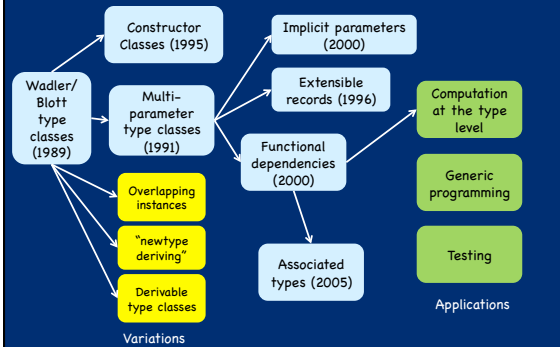 Constructor
Classes (1995)
Implicit parameters
(2000)
Wadler/
Blott
type
classes
(1989)
Multi-
parameter
type classes
(1991)
Extensible
records (1996)
Computation
at the type
level
Functional
dependencies
(2000)
Generic
programming
Overlapping
instances
"newtype
deriving"
Testing
Associated
types (2005)
Derivable
type classes
Applications
Variations